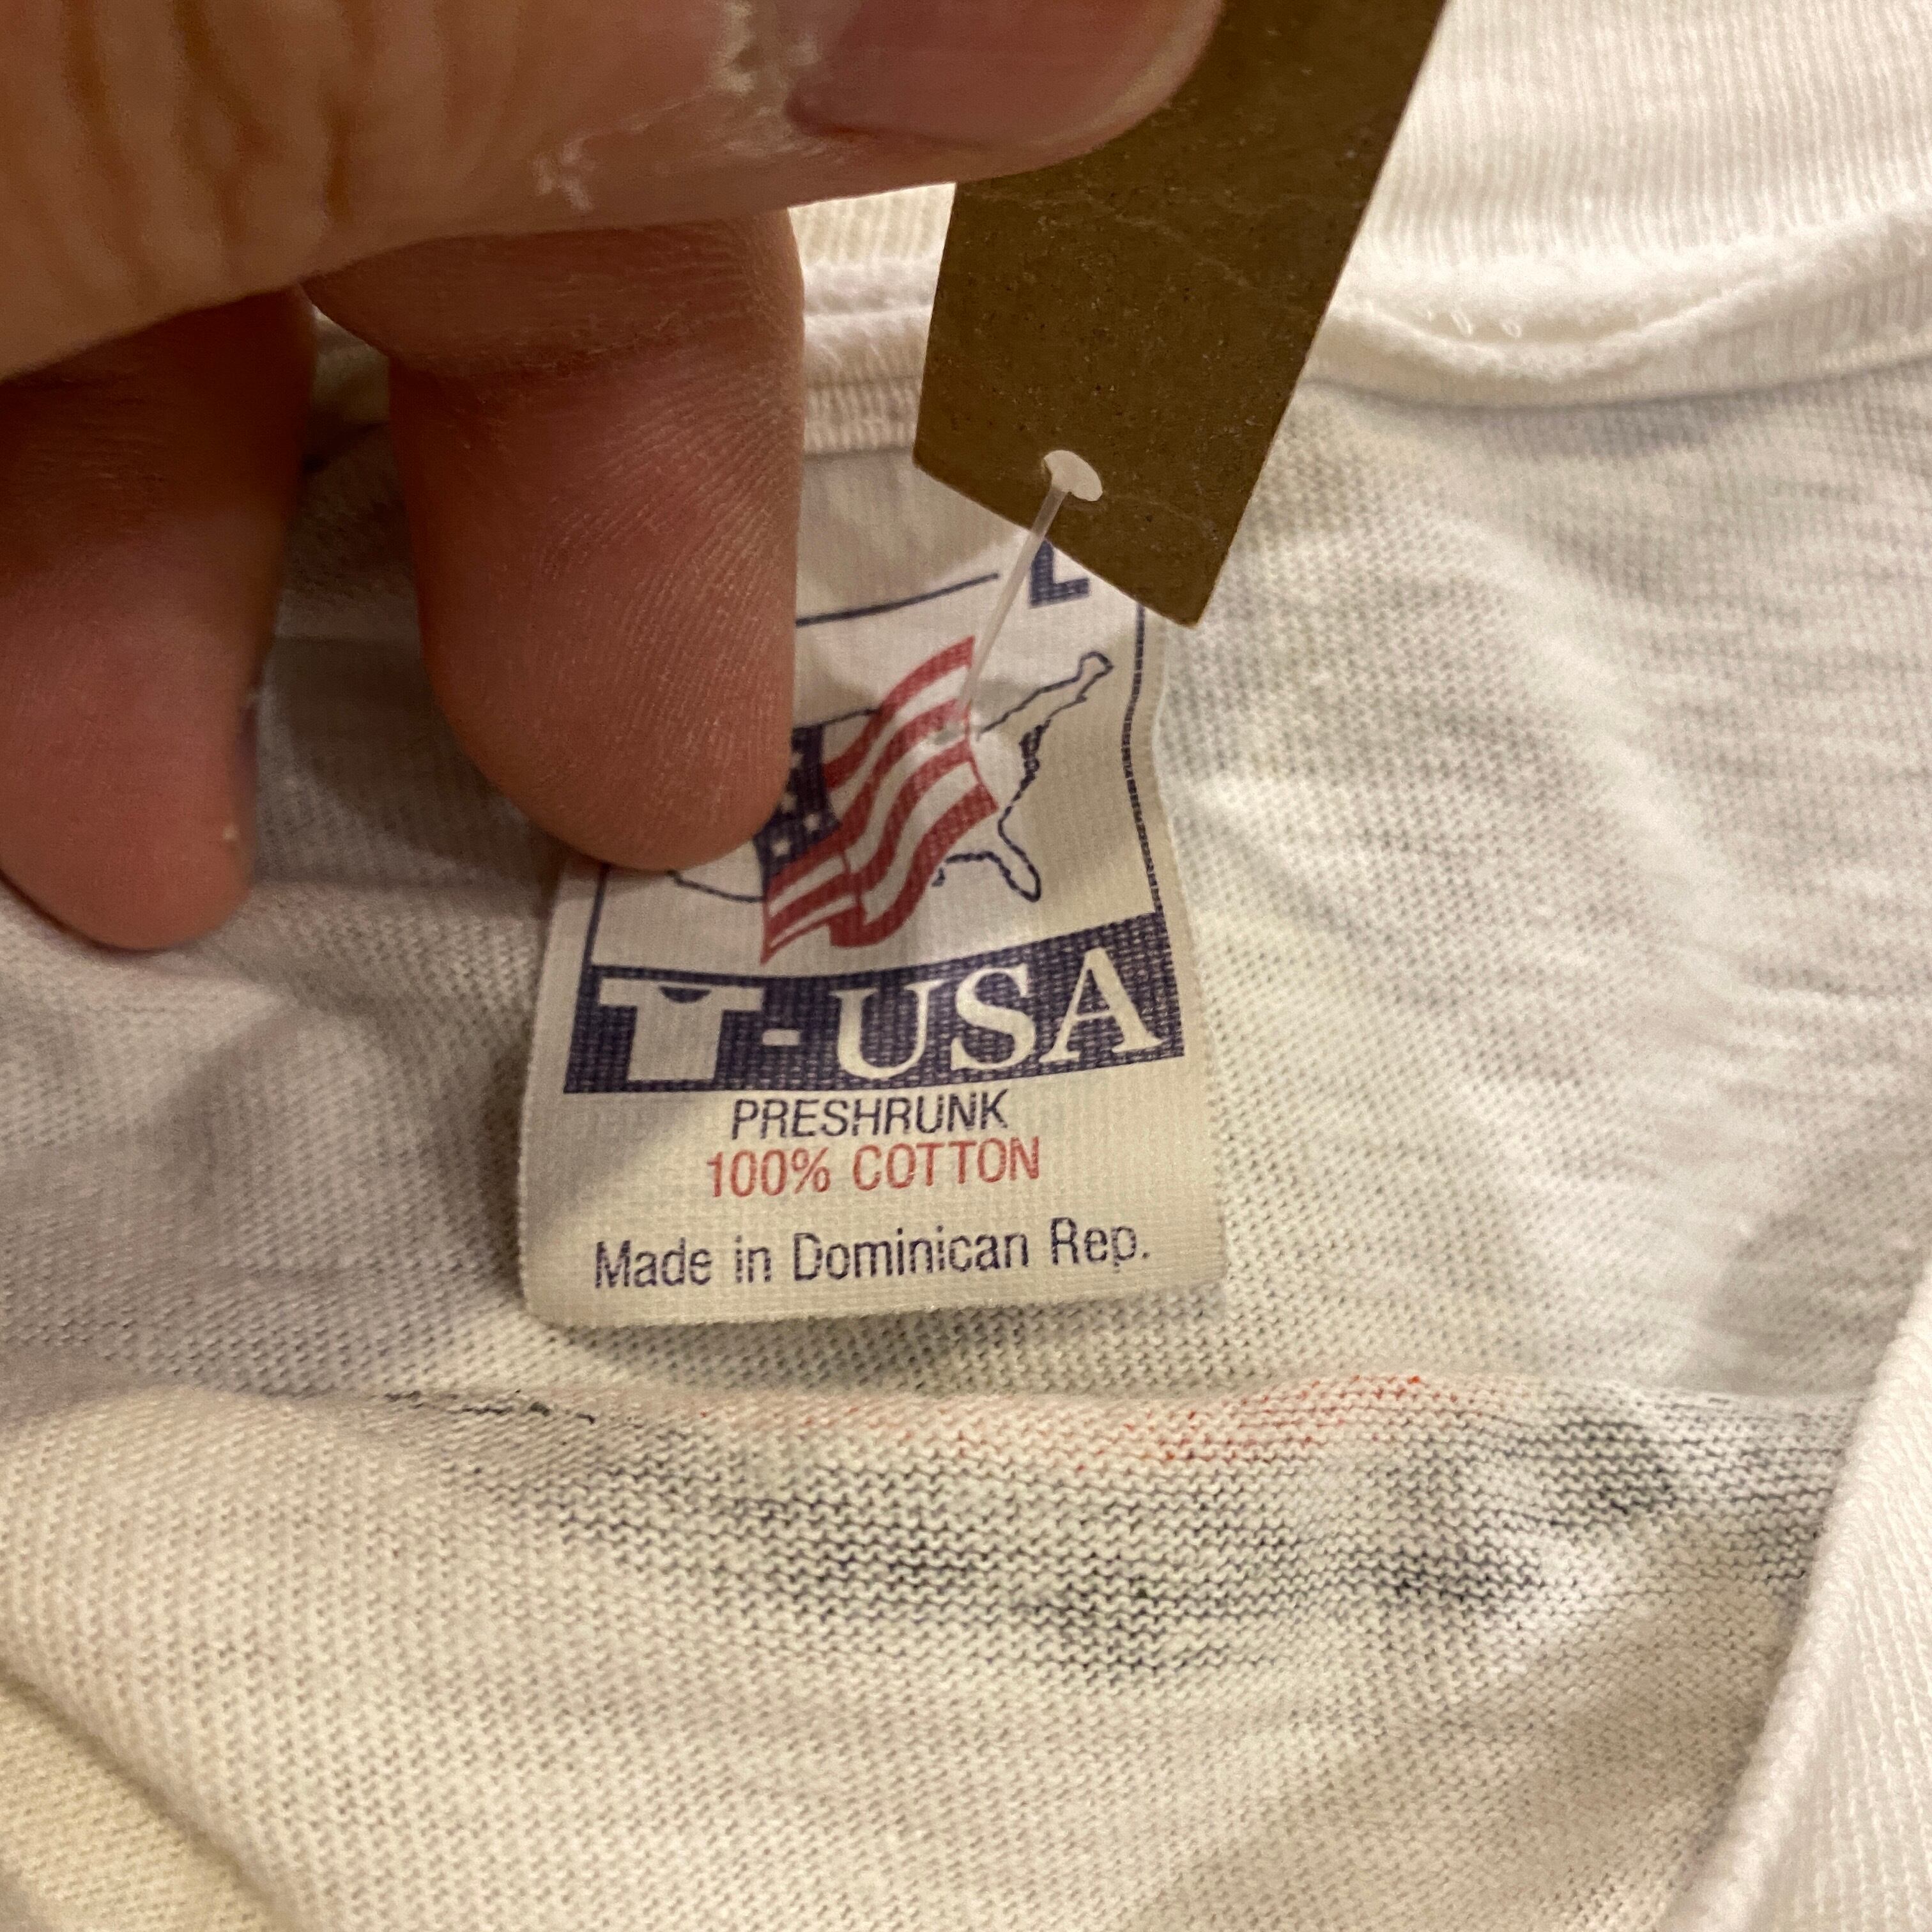 L
T-USA
PRESHRUNK
100% COTTON
Made in Dominican Rep.